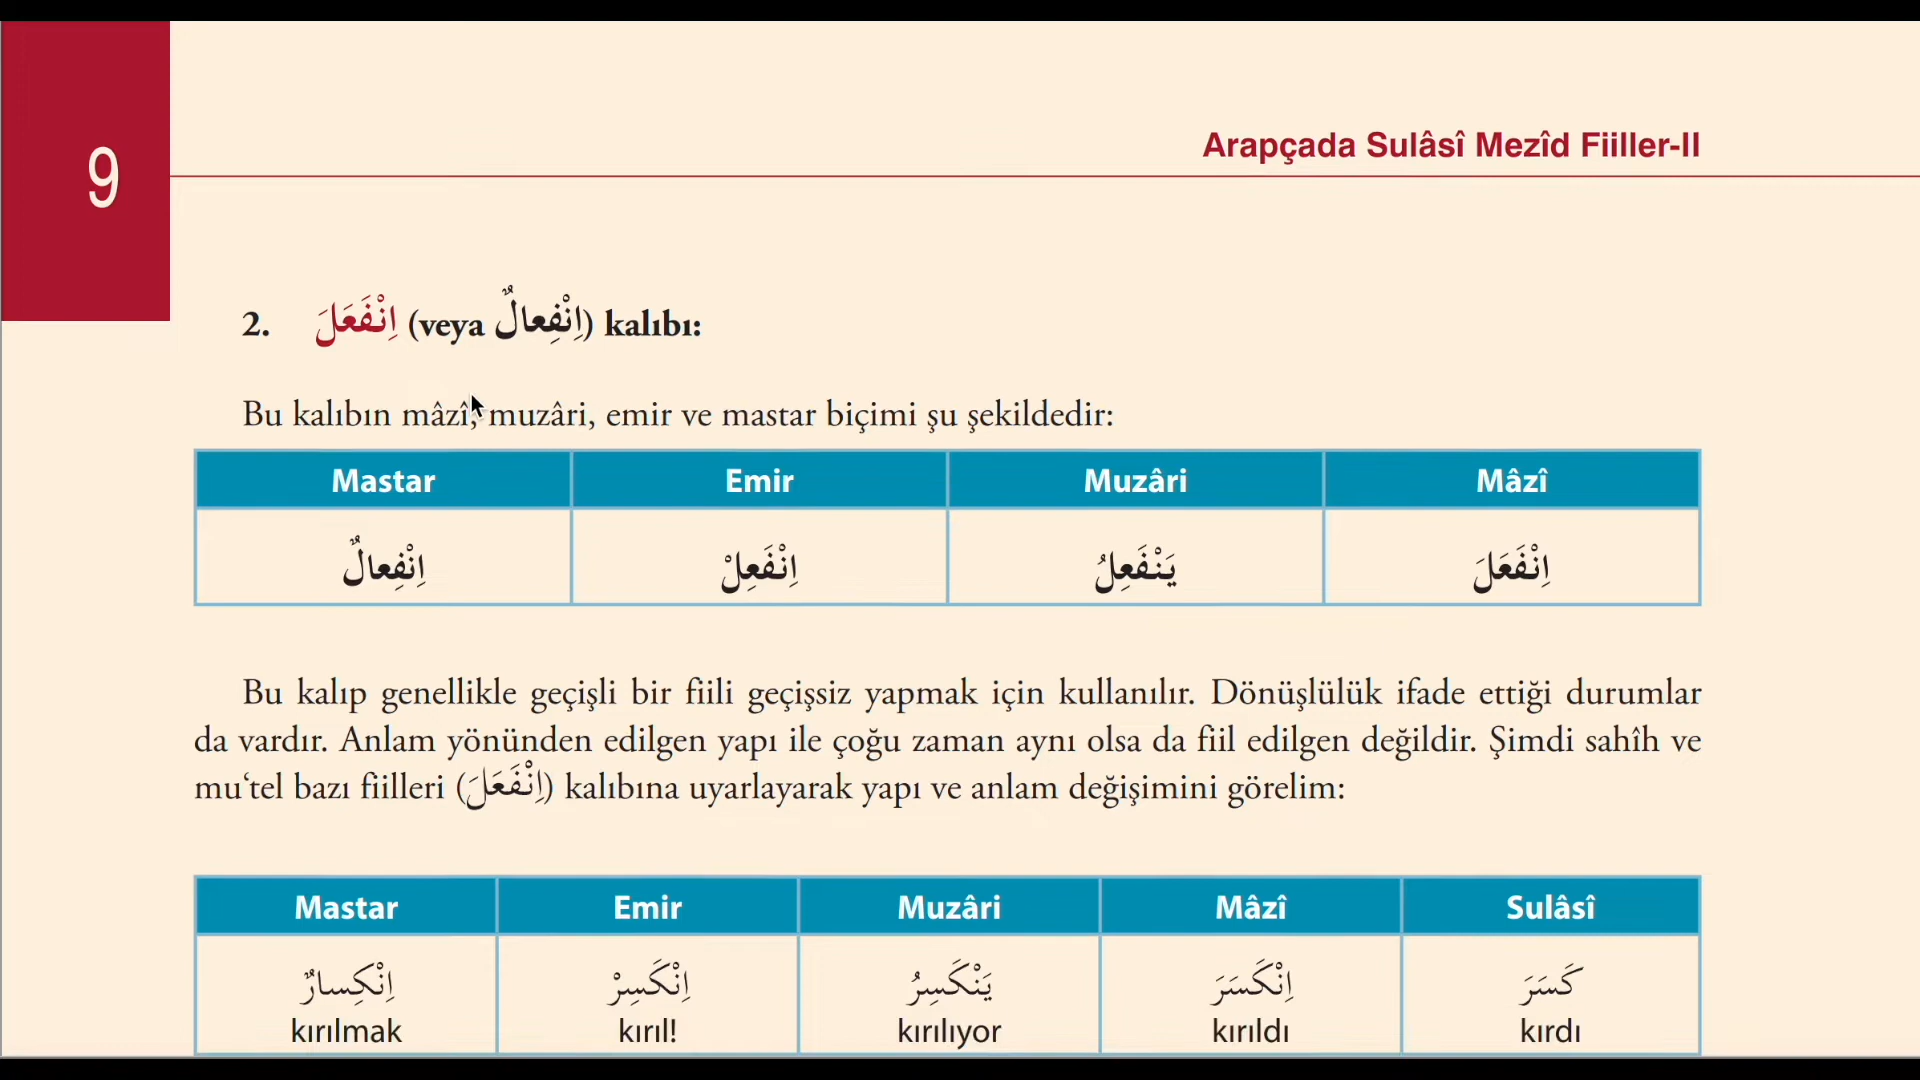 9
Arapçada Sulâsî Mezîd Fiiller-II
2. اِنْفَعَلَ (veya اِنْفِعالٌ) kalıbı:
Bu kalıbın mâzî, muzâri, emir ve mastar biçimi şu şekildedir:
Mastar Emir Muzâri Mâzî
اِنْفِعالٌ اِنْفَعِلْ يَنْفَعِلُ اِنْفَعَلَ
Bu kalıp genellikle geçişli bir fiili geçişsiz yapmak için kullanılır. Dönüşlülük ifade ettiği durumlar
da vardır. Anlam yönünden edilgen yapı ile çoğu zaman aynı olsa da fiil edilgen değildir. Şimdi sahîh ve
mu‘tel bazı fiilleri (اِنْفَعَلَ) kalıbına uyarlayarak yapı ve anlam değişimini görelim:
Mastar Emir Muzâri Mâzî Sulâsî
اِنْكِسارٌ اِنْكَسِرْ يَنْكَسِرُ اِنْكَسَرَ كَسَرَ
kırılmak kırıl! kırılıyor kırıldı kırdı